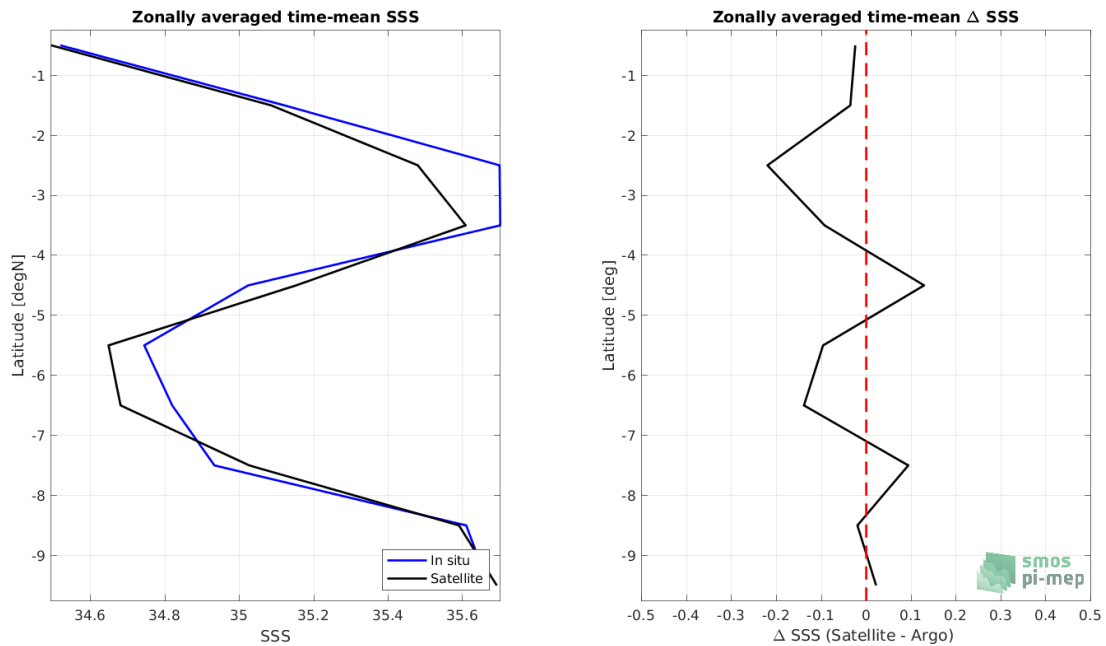 Zonally averaged time-mean SSS
-1
-2
-3
-4
-5
-6
-7
-8
-9
Latitude [degN]
34.6 34.8 35 35.2 35.4 35.6
SSS
In situ
Satellite
Zonally averaged time-mean Δ SSS
-1
-2
-3
-4
-5
-6
-7
-8
-9
Latitude [deg]
-0.5 -0.4 -0.3 -0.2 -0.1 0 0.1 0.2 0.3 0.4 0.5
Δ SSS (Satellite - Argo)
smos
pi-mep